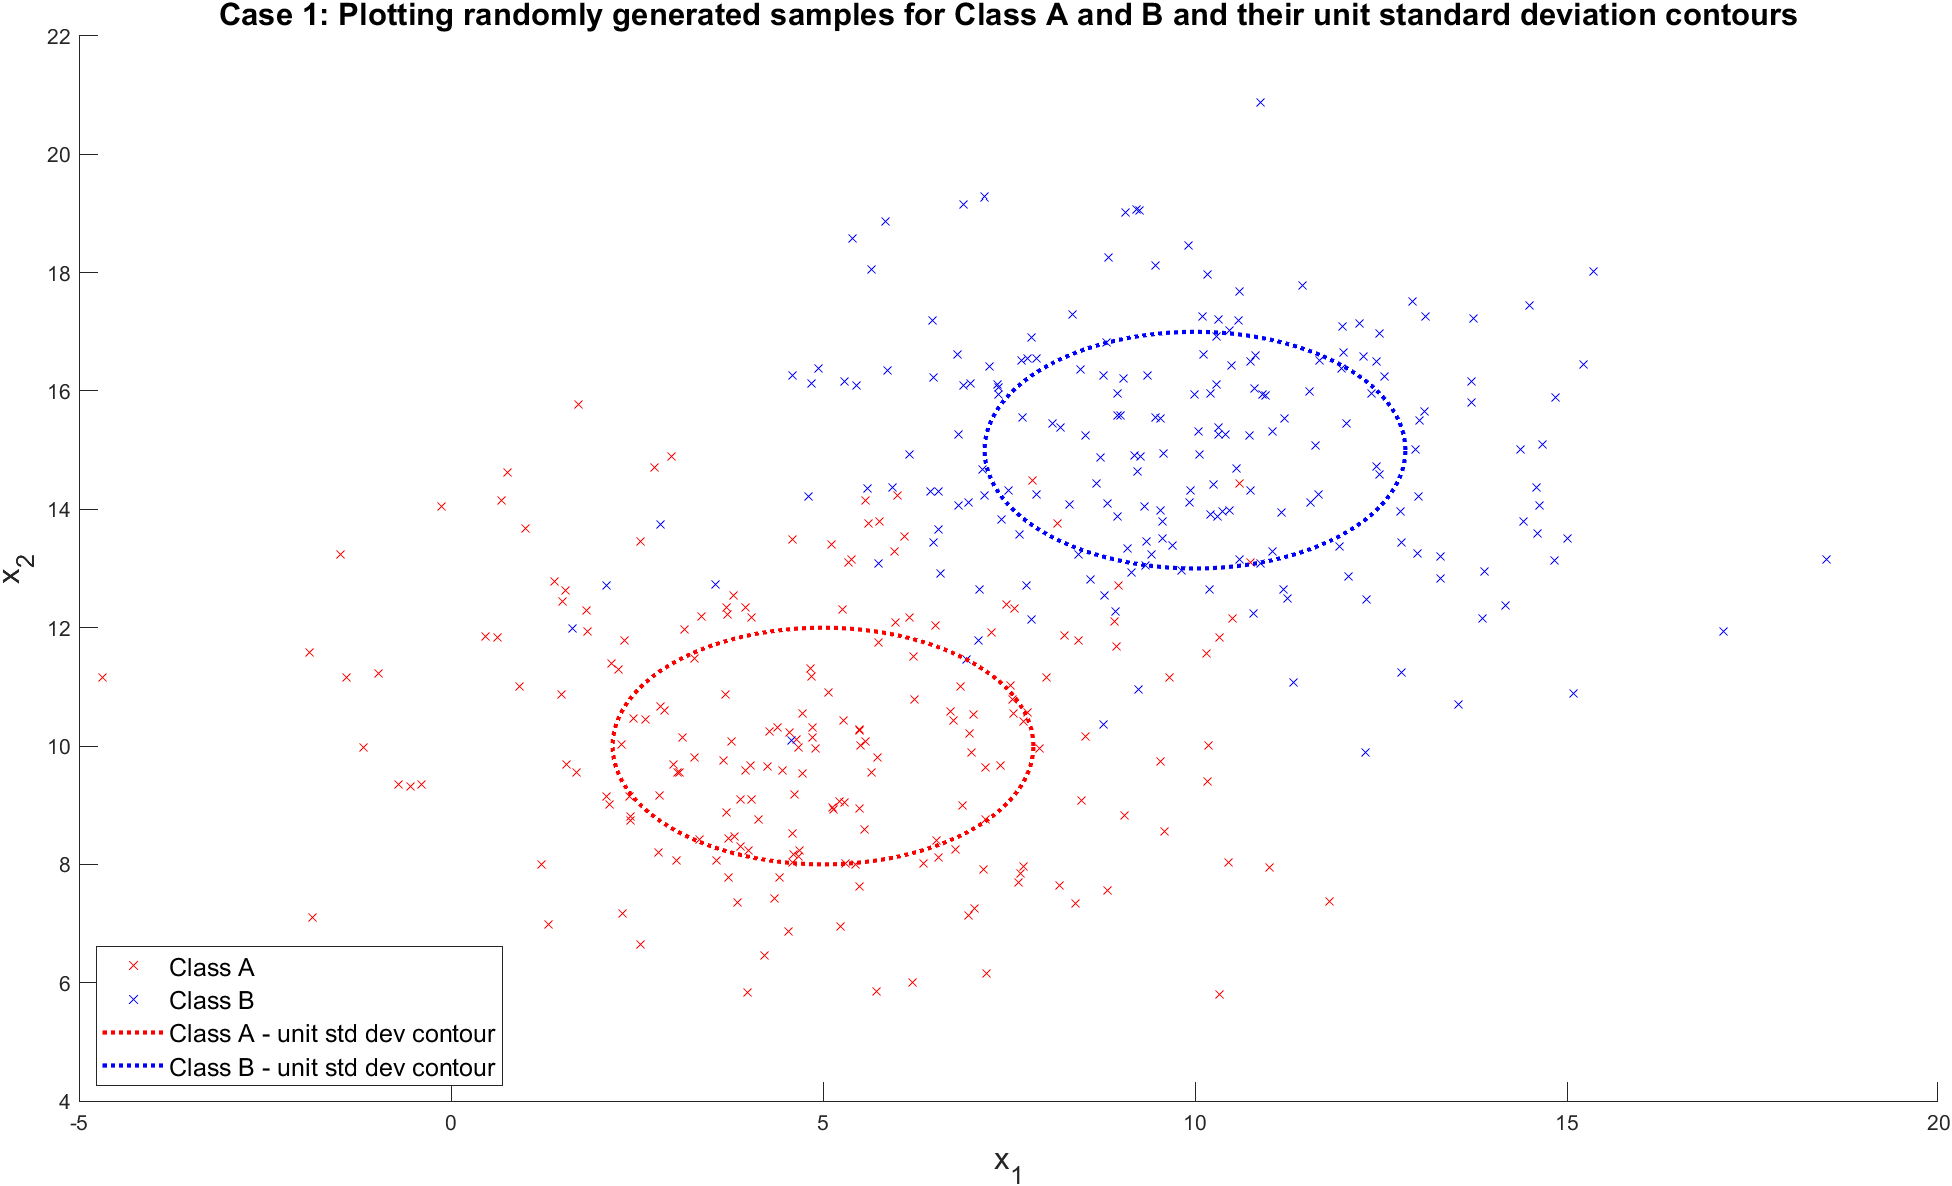 Case 1: Plotting randomly generated samples for Class A and B and their unit standard deviation contours
22
20
18
16
14
12
10
8
6
4
x2
Class A
Class B
Class A - unit std dev contour
Class B - unit std dev contour
-5 0 5 10 15 20
x1